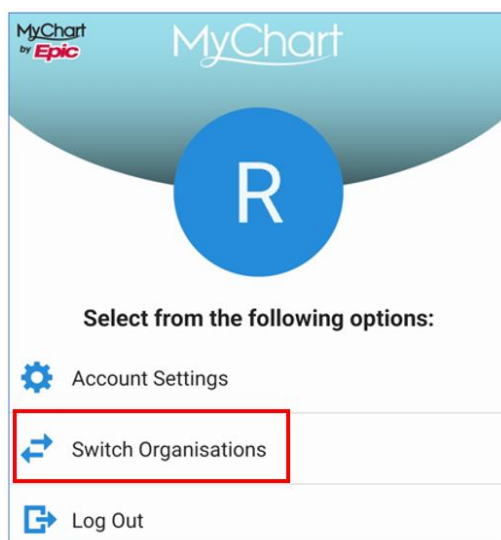 MyChart
by Epic
MyChart
R
Select from the following options:
Account Settings
Switch Organisations
Log Out